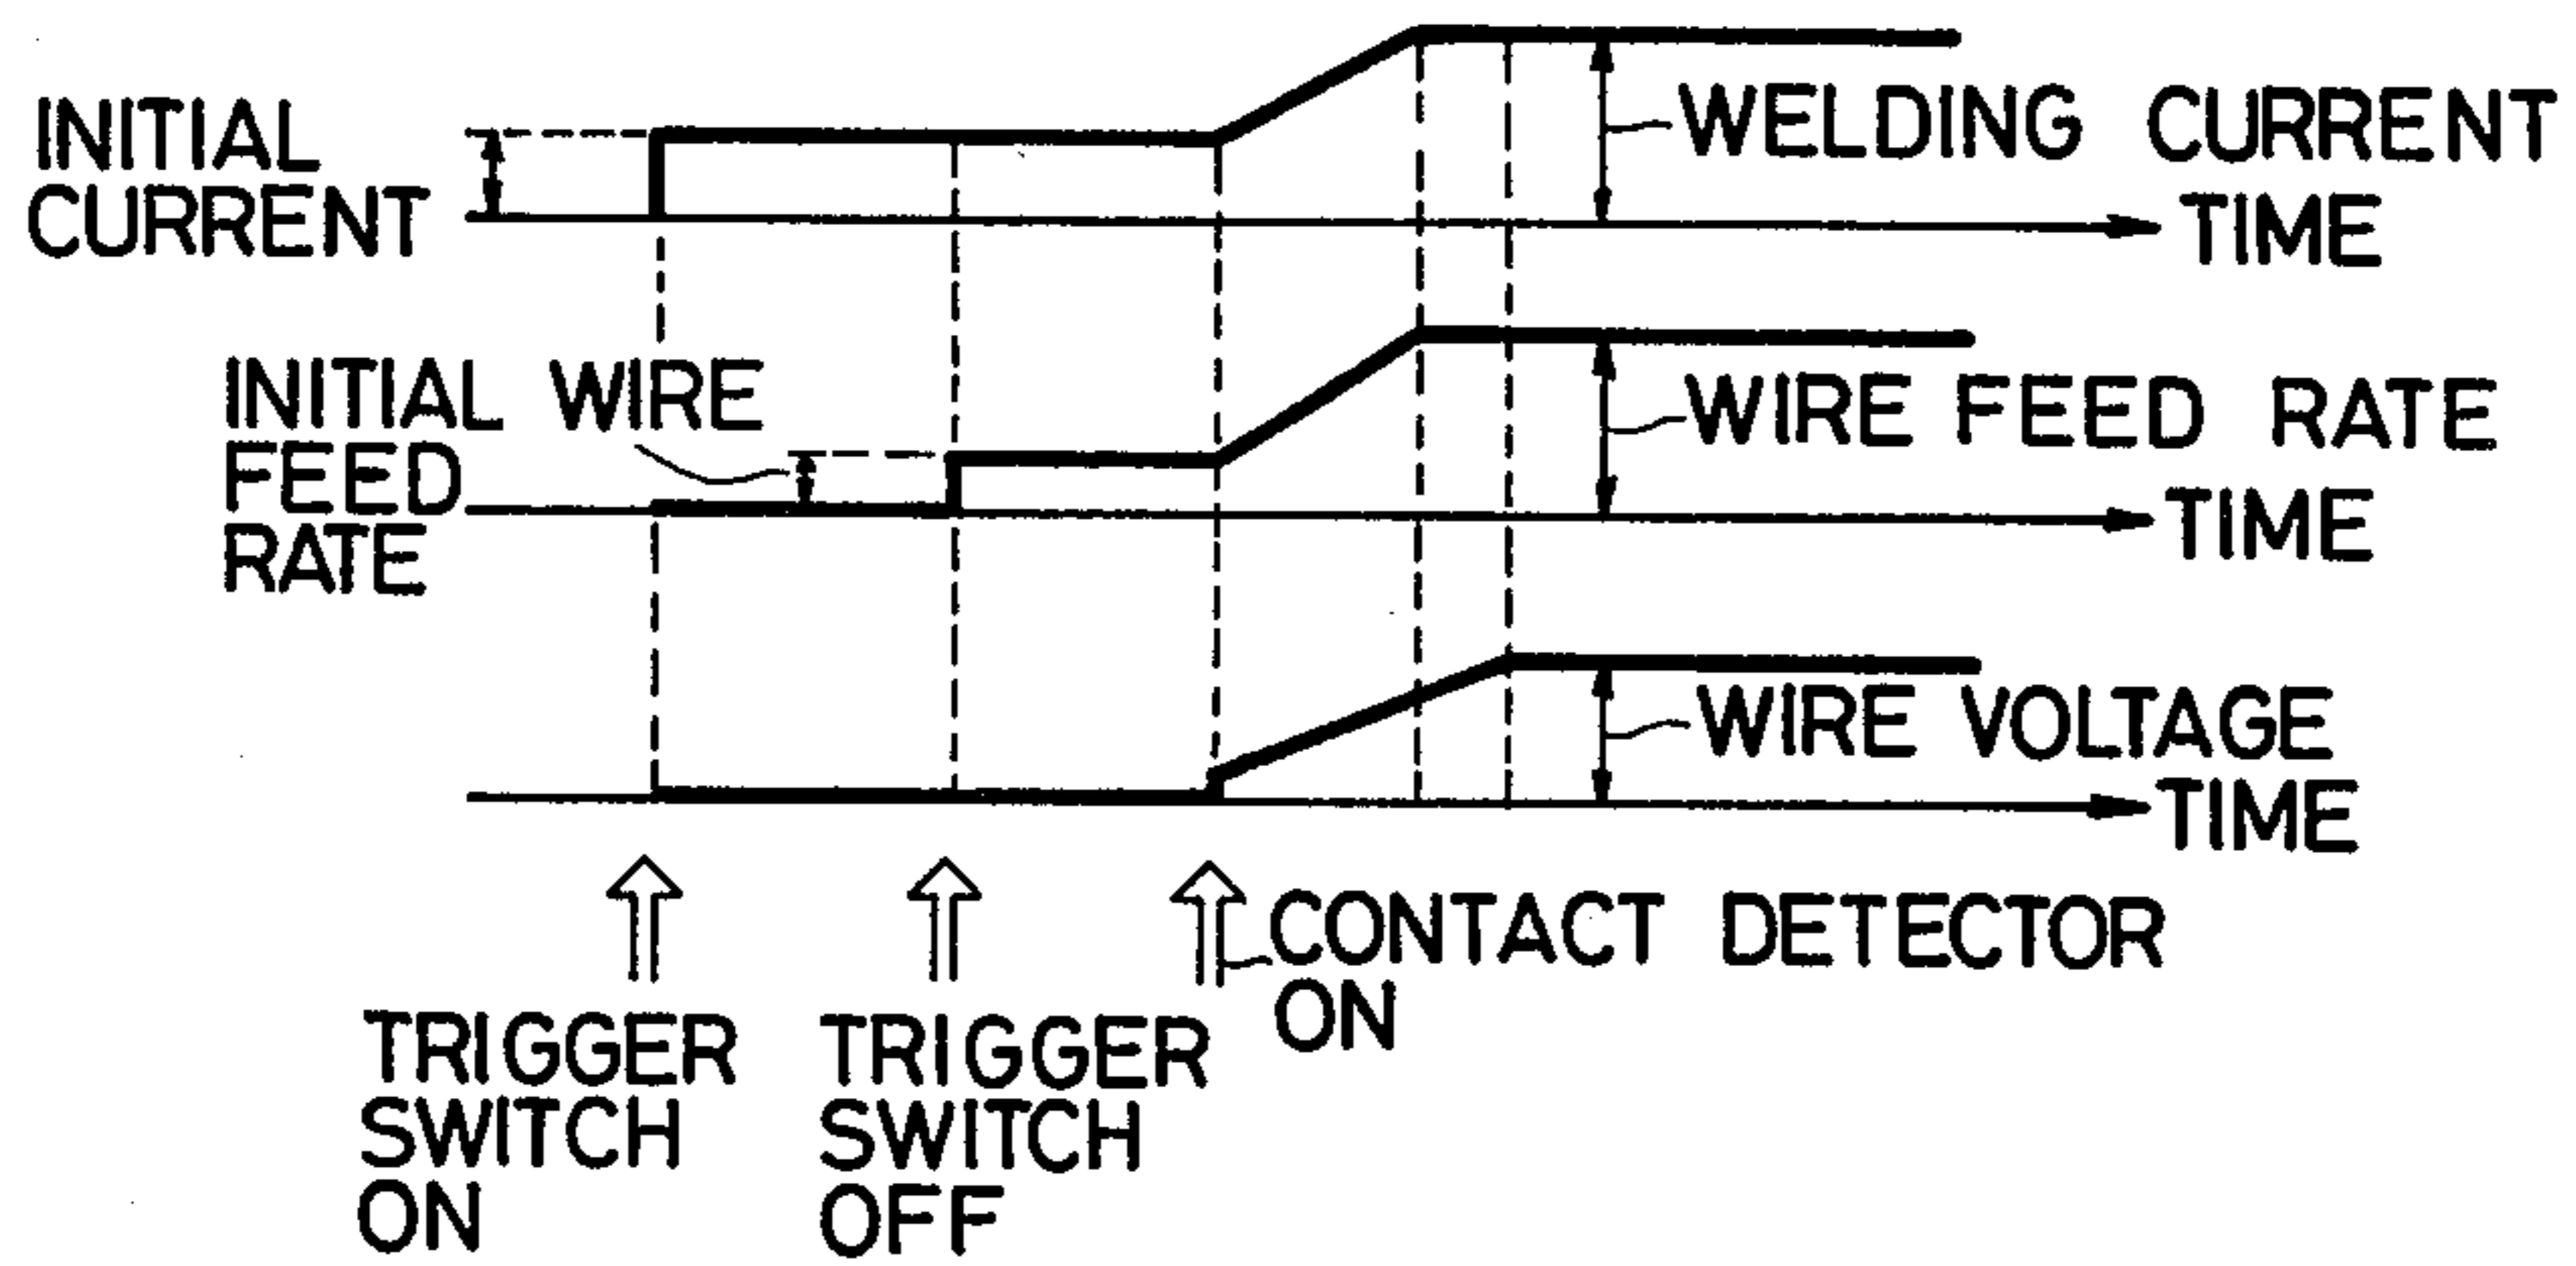 INITIAL
CURRENT
WELDING CURRENT
TIME
INITIAL WIRE
FEED
RATE
WIRE FEED RATE
TIME
WIRE VOLTAGE
TIME
TRIGGER
SWITCH
ON
TRIGGER
SWITCH
OFF
CONTACT DETECTOR
ON